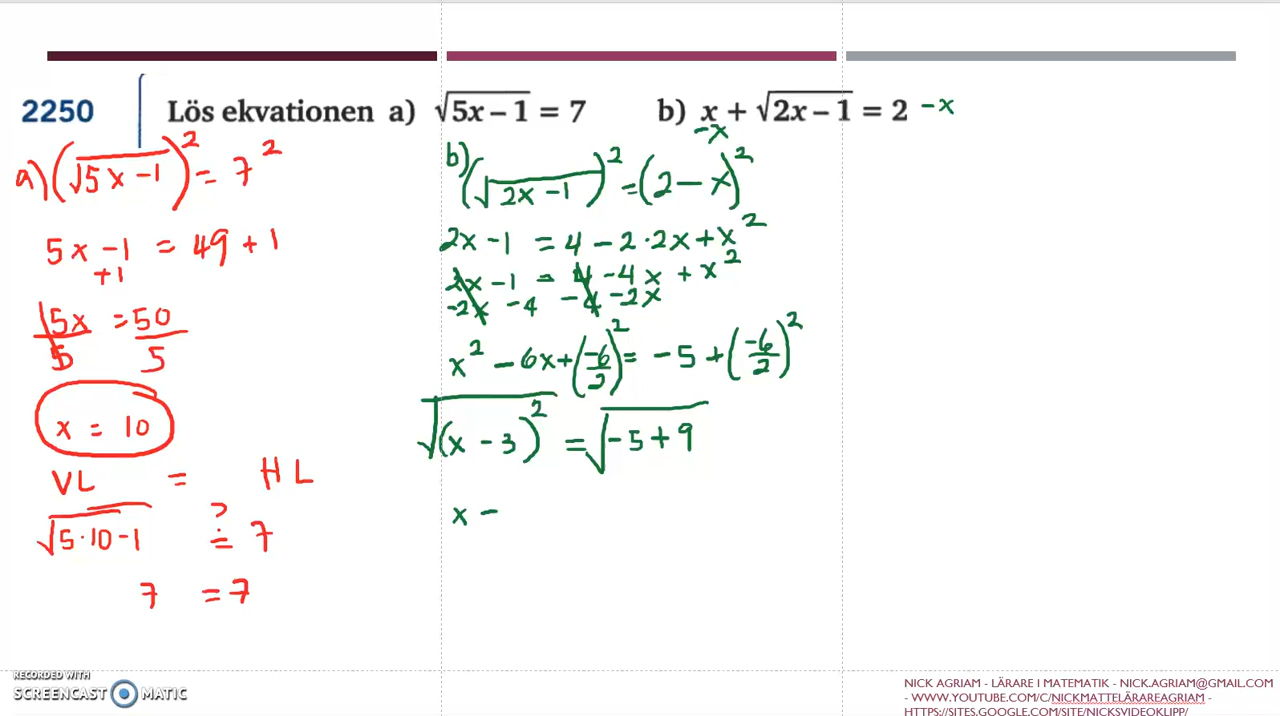 2250 Lös ekvationen a) √5x – 1 = 7 b) x + √2x – 1 = 2 -x
-x
a) (√5x -1)² = 7²
5x -1 = 49 + 1
+1
5x = 50
5 5
x = 10
VL = HL
√5·10-1 ?= 7
7 = 7
b) (√2x -1)² = (2 - x)²
2x -1 = 4 - 2·2x + x²
2x -1 = 4 -4x + x²
-2x -4 -4 -2x
x² - 6x + (-6/2)² = -5 + (-6/2)²
√(x - 3)² = √-5+9
x -
RECORDED WITH
SCREENCAST MATIC
NICK AGRIAM - LÄRARE I MATEMATIK - NICK.AGRIAM@GMAIL.COM
- WWW.YOUTUBE.COM/C/NICKMATTELÄRAREAGRIAM -
HTTPS://SITES.GOOGLE.COM/SITE/NICKSVIDEOKLIPP/